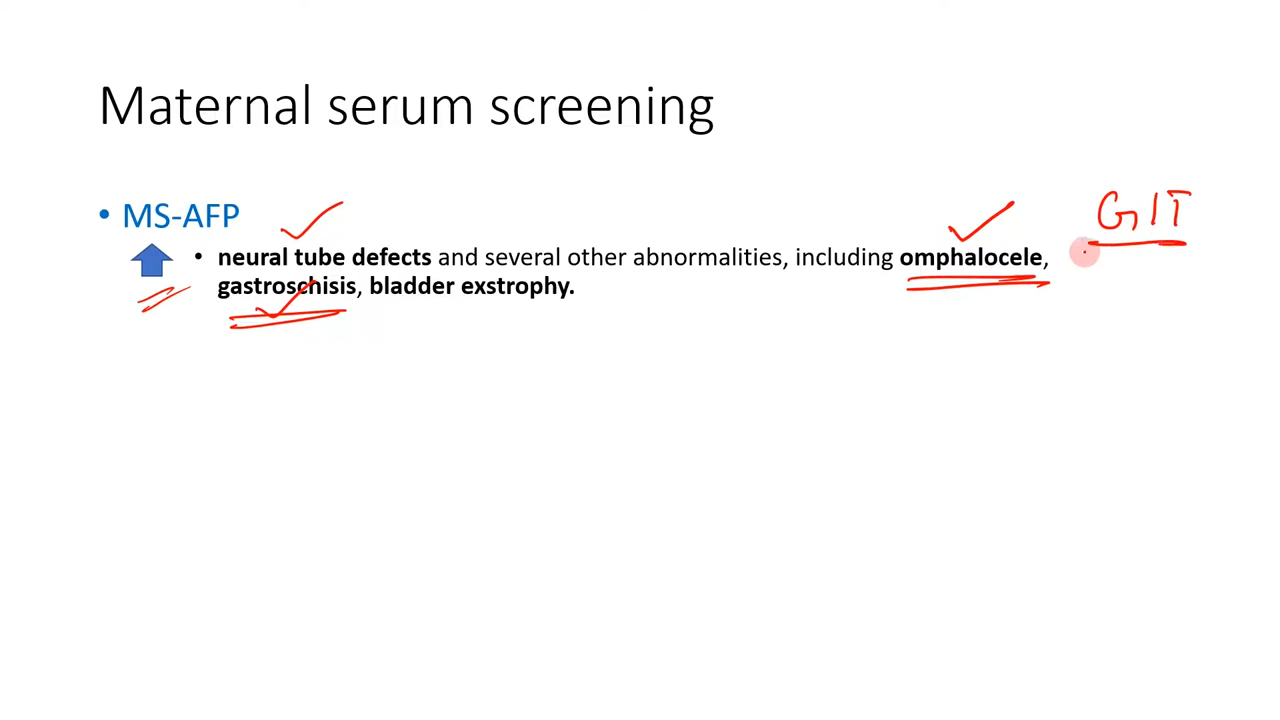 Maternal serum screening
• MS-AFP
GIT
• neural tube defects and several other abnormalities, including omphalocele,
gastroschisis, bladder exstrophy.